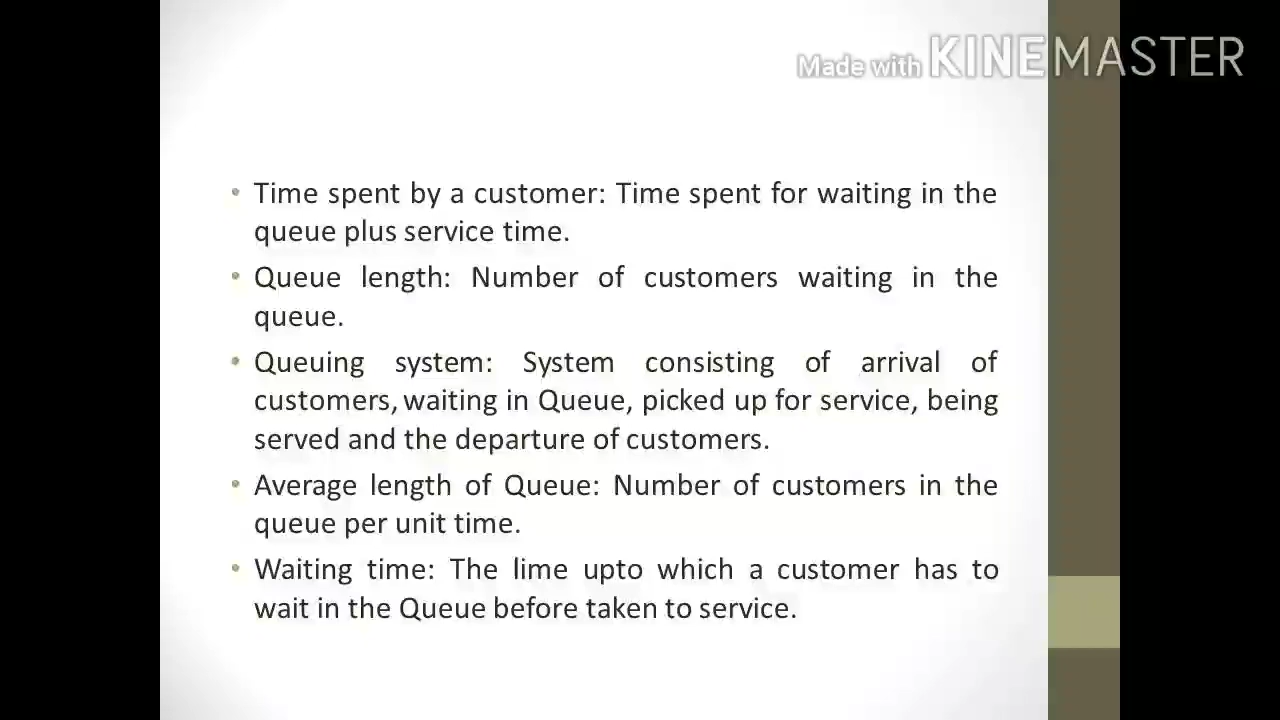 Made with KINEMASTER
• Time spent by a customer: Time spent for waiting in the
queue plus service time.
• Queue length: Number of customers waiting in the
queue.
• Queuing system: System consisting of arrival of
customers, waiting in Queue, picked up for service, being
served and the departure of customers.
• Average length of Queue: Number of customers in the
queue per unit time.
• Waiting time: The lime upto which a customer has to
wait in the Queue before taken to service.